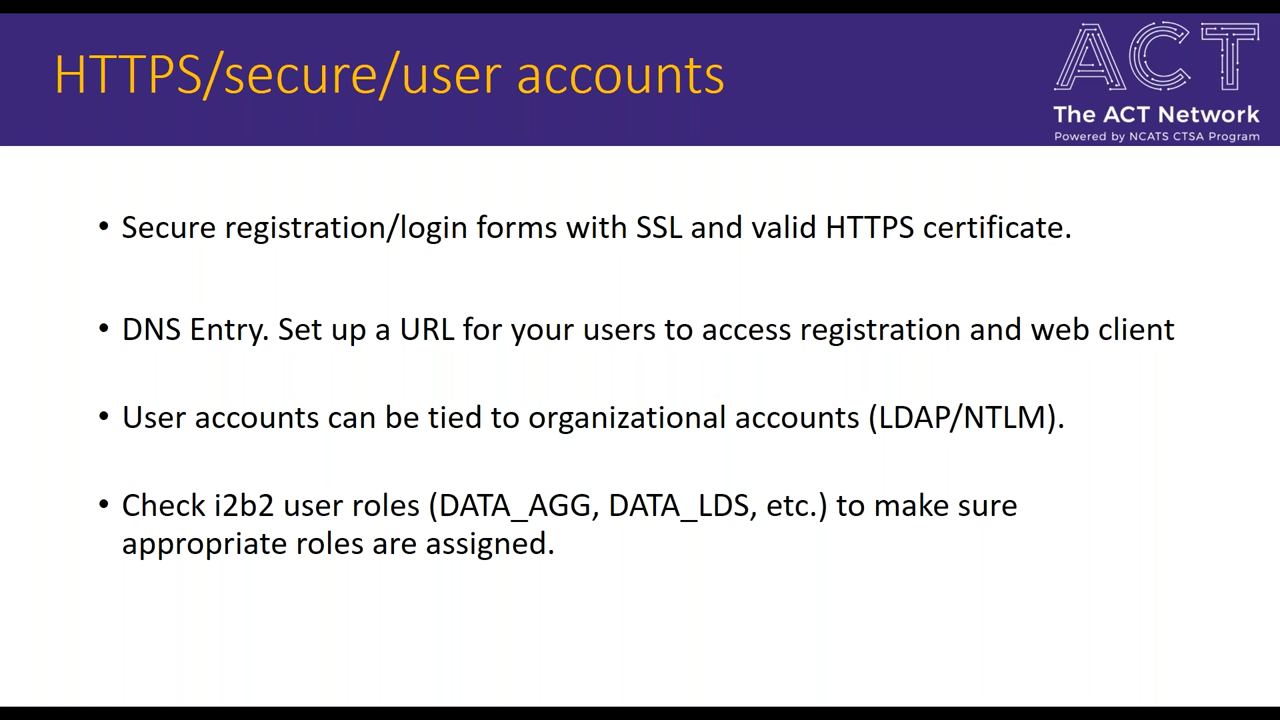 HTTPS/secure/user accounts
ACT
The ACT Network
Powered by NCATS CTSA Program
• Secure registration/login forms with SSL and valid HTTPS certificate.
• DNS Entry. Set up a URL for your users to access registration and web client
• User accounts can be tied to organizational accounts (LDAP/NTLM).
• Check i2b2 user roles (DATA_AGG, DATA_LDS, etc.) to make sure
appropriate roles are assigned.